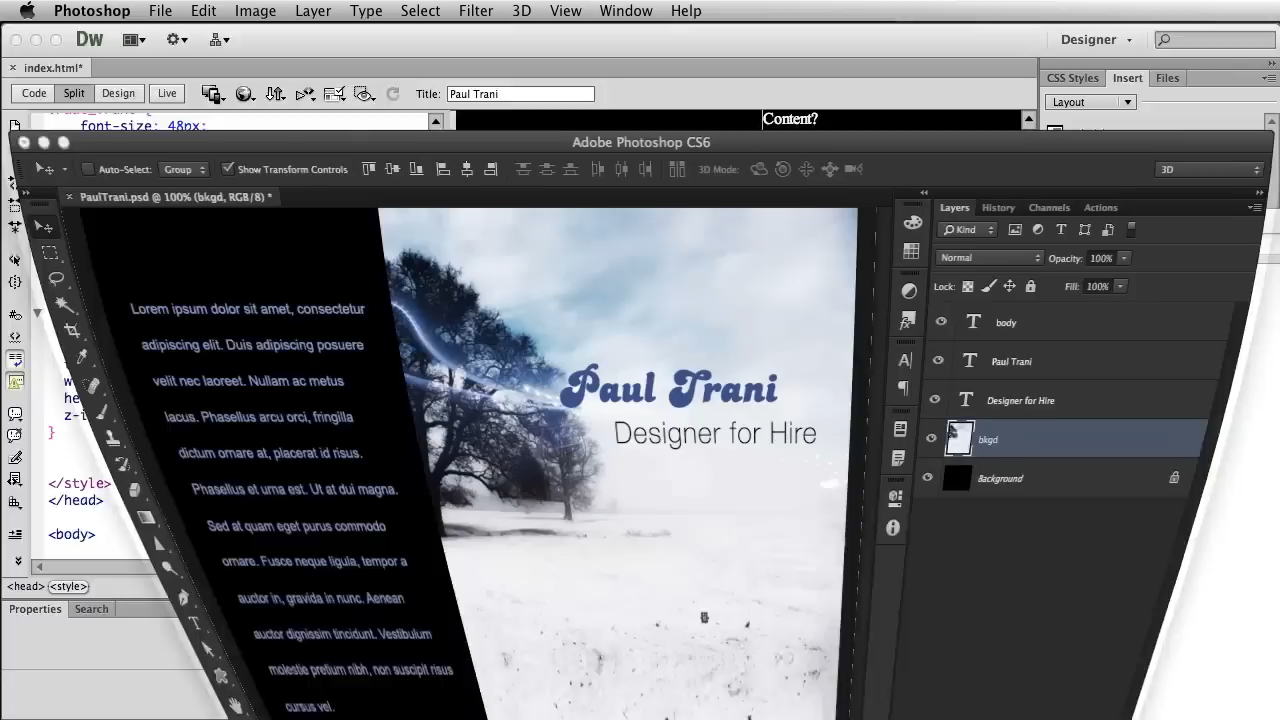 Photoshop File Edit Image Layer Type Select Filter 3D View Window Help
Dw Designer
index.html*
CSS Styles Insert Files
Code Split Design Live Title: Paul Trani
Layout
font-size: 48px;
Content?
Adobe Photoshop CS6
Auto-Select: Group Show Transform Controls 3D Mode: 3D
PaulTrani.psd @ 100% (bkgd, RGB/8) *
Layers History Channels Actions
Kind
Normal Opacity: 100%
Lock: Fill: 100%
body
Paul Trani
Designer for Hire
bkgd
Background
Lorem ipsum dolor sit amet, consectetur
adipiscing elit. Duis adipiscing posuere
velit nec laoreet. Nullam ac metus
lacus. Phasellus arcu orci, fringilla
dictum ornare at, placerat id risus.
Phasellus et urna est. Ut at dui magna.
Sed at quam eget purus commodo
ornare. Fusce neque ligula, tempor a
auctor in, gravida in nunc. Aenean
auctor dignissim tincidunt. Vestibulum
molestie pretium nibh, non suscipit risus
cursus vel.
Paul Trani
Designer for Hire
he
z-i
}
</style>
</head>
<body>
<head> <style>
Properties Search